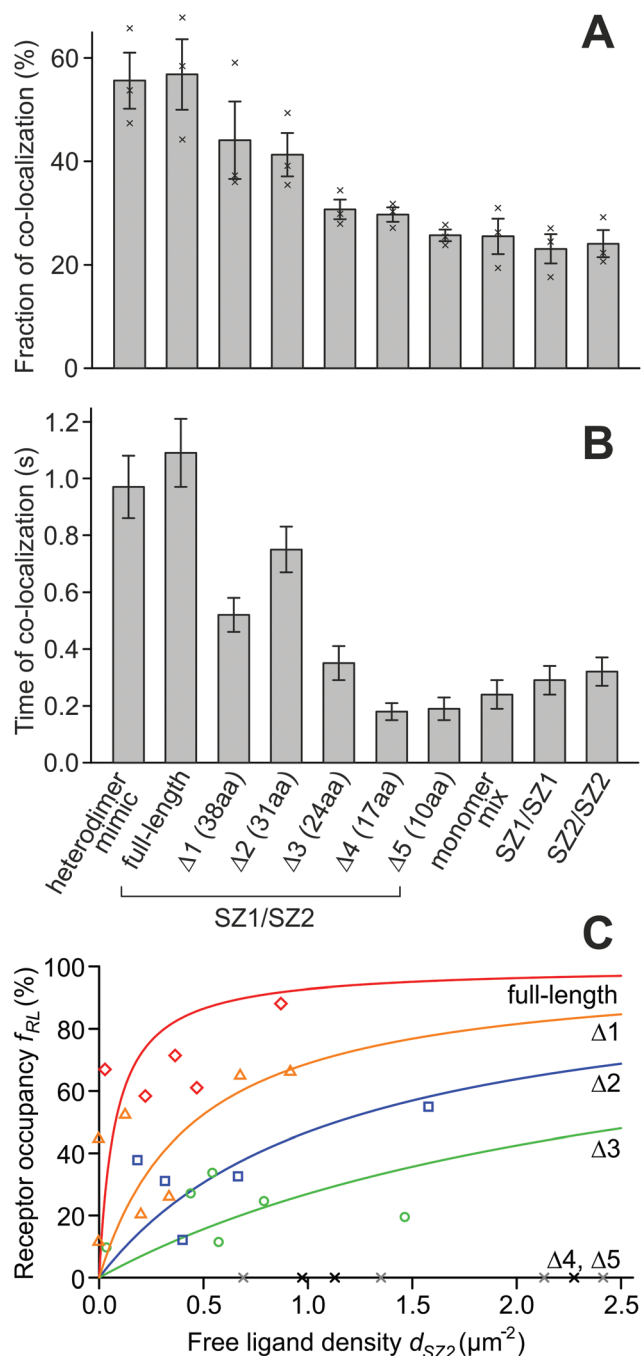 A
Fraction of co-localization (%)
60
40
20
0
B
Time of co-localization (s)
1.2
1.0
0.8
0.6
0.4
0.2
0.0
heterodimer
mimic
full-length
Δ1 (38aa)
Δ2 (31aa)
Δ3 (24aa)
Δ4 (17aa)
Δ5 (10aa)
monomer
mix
SZ1/SZ1
SZ2/SZ2
SZ1/SZ2
C
Receptor occupancy fRL (%)
100
80
60
40
20
0
full-length
Δ1
Δ2
Δ3
Δ4, Δ5
0.0 0.5 1.0 1.5 2.0 2.5
Free ligand density dSZ2 (μm-2)